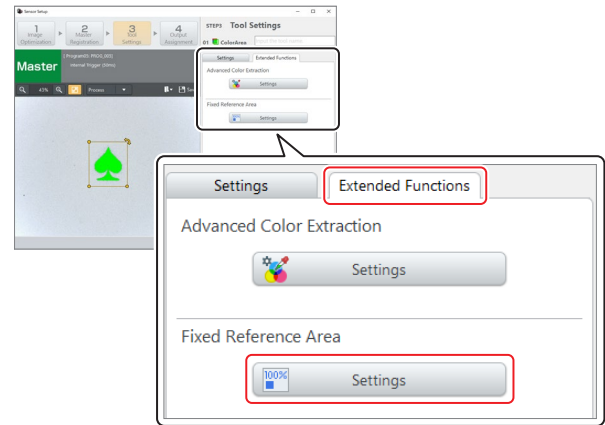 Sensor Setup
1
Image
Optimization
2
Master
Registration
3
Tool
Settings
4
Output
Assignment
STEP3 Tool Settings
01 ColorArea
Master
Internal Trigger
43%
Process
Settings Extended Functions
Advanced Color Extraction
Settings
Fixed Reference Area
Settings
Settings Extended Functions
Advanced Color Extraction
Settings
Fixed Reference Area
100% Settings